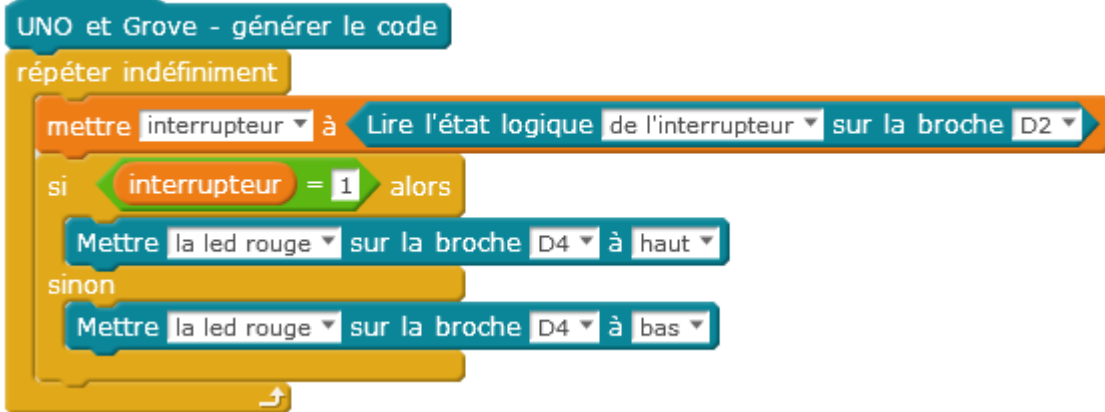 UNO et Grove - générer le code
répéter indéfiniment
mettre interrupteur à Lire l'état logique de l'interrupteur sur la broche D2
si interrupteur = 1 alors
Mettre la led rouge sur la broche D4 à haut
sinon
Mettre la led rouge sur la broche D4 à bas